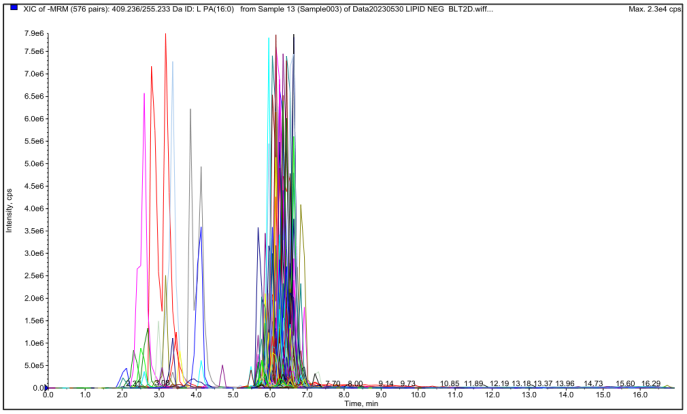 XIC of -MRM (576 pairs): 409.236/255.233 Da ID: L PA(16:0) from Sample 13 (Sample003) of Data20230530 LIPID NEG BLT2D.wiff... Max. 2.3e4 cps
7.9e6
7.5e6
7.0e6
6.5e6
6.0e6
5.5e6
5.0e6
4.5e6
4.0e6
3.5e6
3.0e6
2.5e6
2.0e6
1.5e6
1.0e6
5.0e5
0.0
Intensity, cps
7.70 8.00 9.14 9.73 10.85 11.89 12.19 13.18 13.37 13.96 14.73 15.60 16.29
0.0 1.0 2.0 3.0 4.0 5.0 6.0 7.0 8.0 9.0 10.0 11.0 12.0 13.0 14.0 15.0 16.0
Time, min